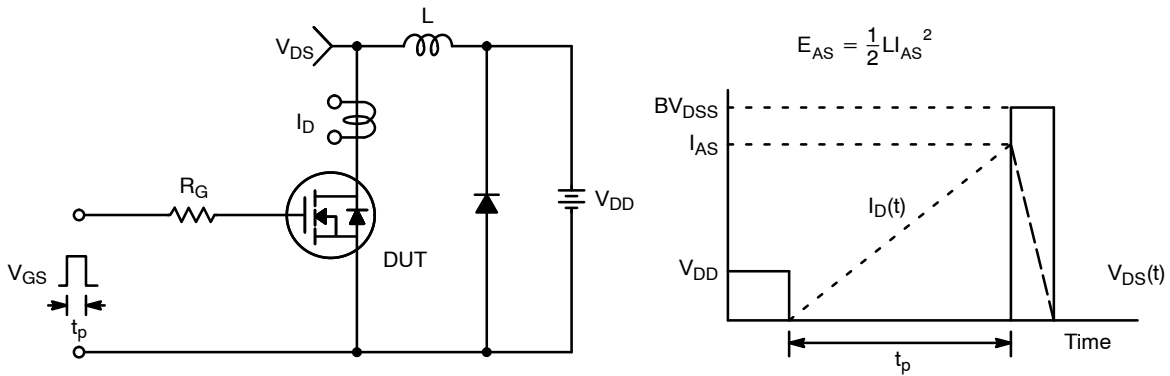 L
V_DS
I_D
R_G
V_DD
V_GS
DUT
t_p
E_AS = 1/2 LI_AS^2
BV_DSS
I_AS
I_D(t)
V_DD
V_DS(t)
Time
t_p